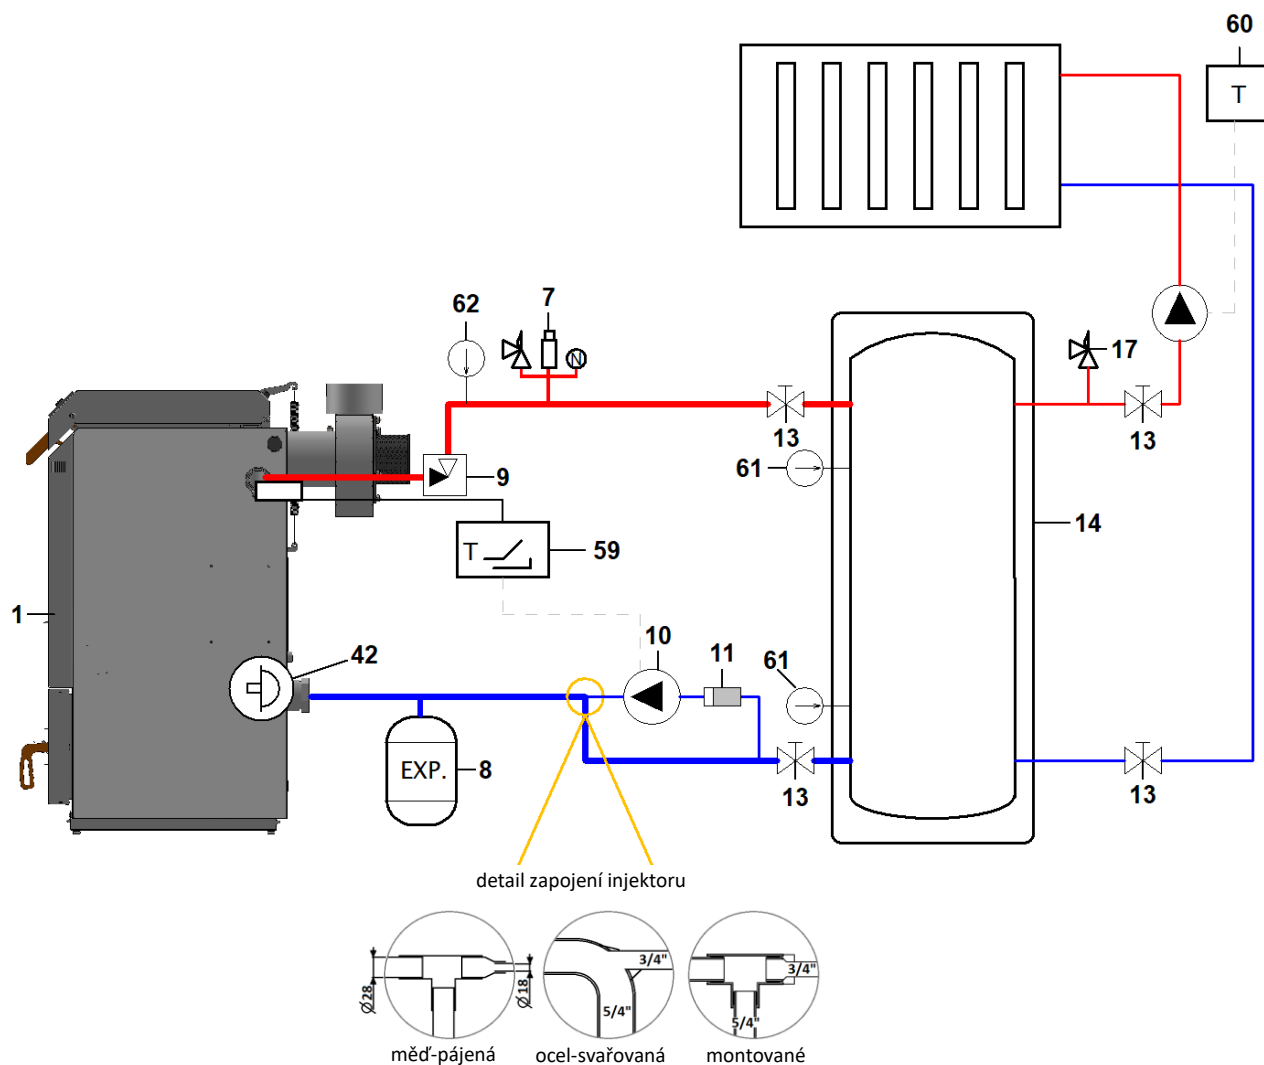 60
T
62
7
N
17
13
13
9
61
14
T
59
1
10
11
61
42
EXP.
8
13
13
detail zapojení injektoru
Ø28
Ø18
3/4"
5/4"
3/4"
5/4"
měď-pájená
ocel-svařovaná
montované